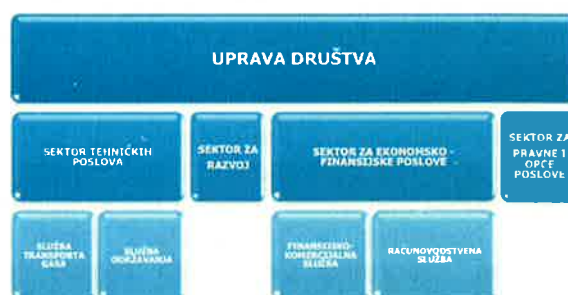 UPRAVA DRUŠTVA
SEKTOR TEHNIČKIH
POSLOVA
SEKTOR ZA
RAZVOJ
SEKTOR ZA EKONOMSKO -
FINANSIJSKE POSLOVE
SEKTOR ZA
PRAVNE I
OPĆE
POSLOVE
SLUŽBA
TRANSPORTA
GASA
SLUŽBA
ODRŽAVANJA
FINANSIJSKO-
KOMERCIJALNA
SLUŽBA
RAČUNOVODSTVENA
SLUŽBA